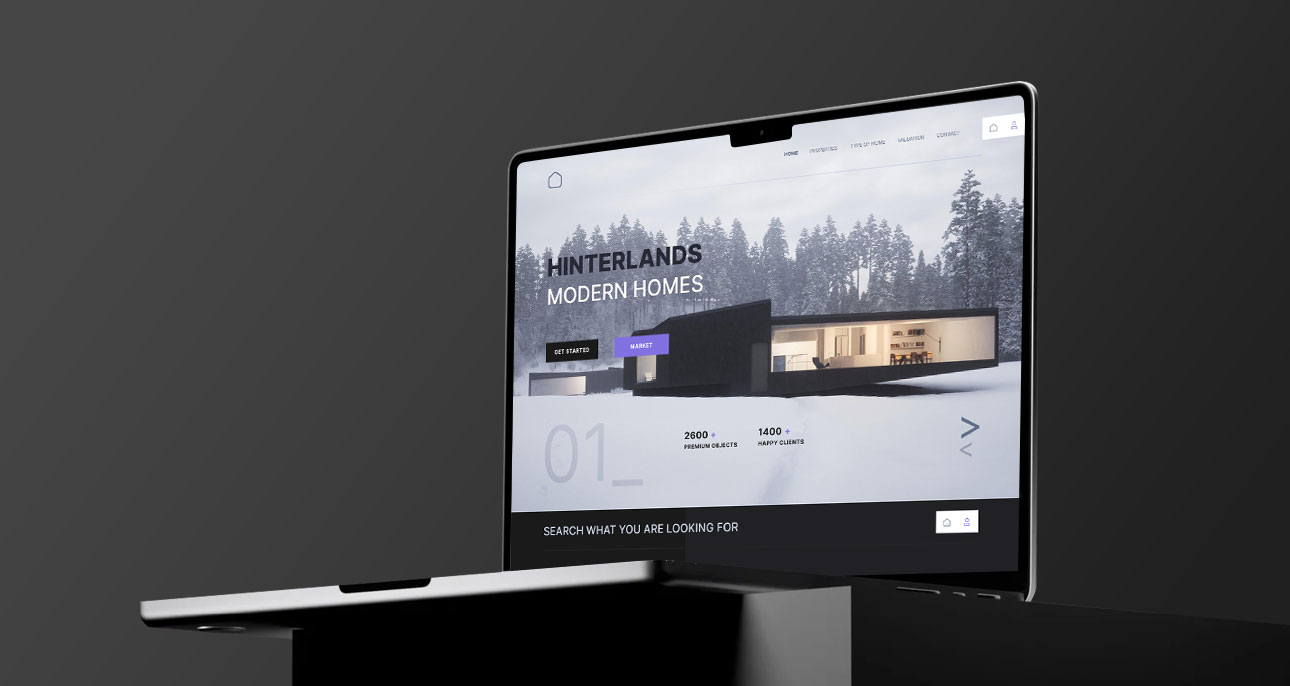 HOME PROPERTIES TYPE OF HOME VALUATION CONTACT
HINTERLANDS
MODERN HOMES
GET STARTED MARKET
01_
2600 +
PREMIUM OBJECTS
1400 +
HAPPY CLIENTS
>
<
SEARCH WHAT YOU ARE LOOKING FOR